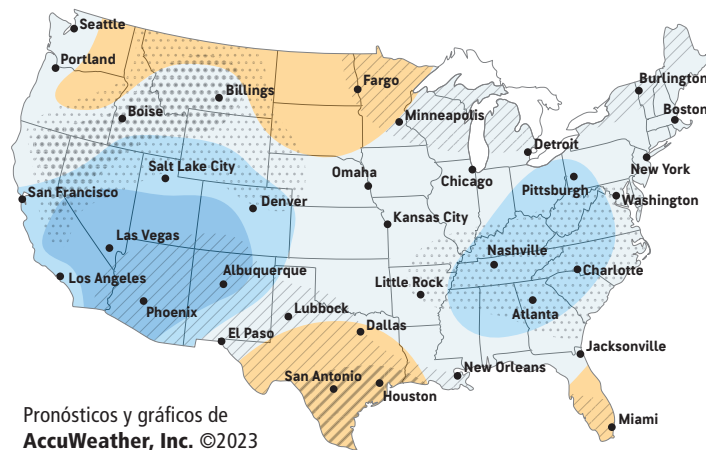 Seattle
Portland
Fargo
Billings
Burlington
Boise
Minneapolis
Boston
Detroit
Salt Lake City
Omaha
Chicago
New York
Pittsburgh
San Francisco
Denver
Washington
Kansas City
Las Vegas
Nashville
Los Angeles
Albuquerque
Little Rock
Charlotte
Phoenix
Lubbock
Atlanta
El Paso
Dallas
Jacksonville
San Antonio
New Orleans
Houston
Pronósticos y gráficos de
Miami
AccuWeather, Inc. ©2023